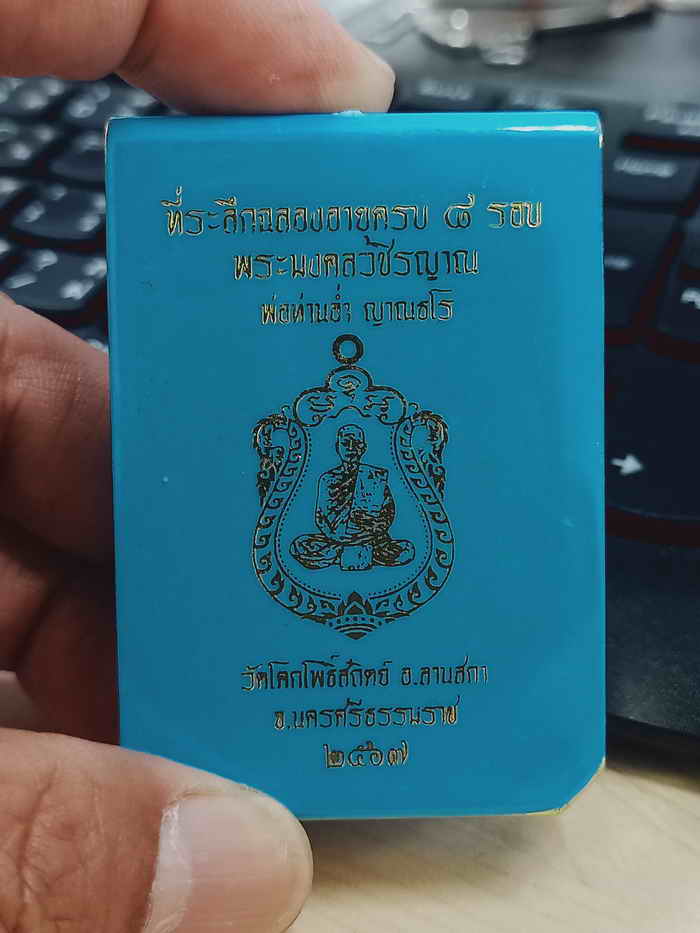 ที่ระลึกฉลองอายุครบ ๘ รอบ
พระมงคลวชิรญาณ
พ่อท่านอ่ำ ญาณธโร
วัดโคกโพธิ์สถิตย์ อ.ลานสกา
จ.นครศรีธรรมราช
๒๕๖๗